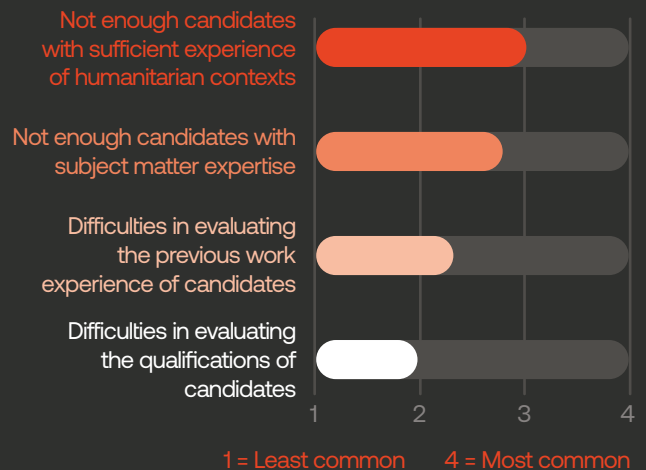 Not enough candidates
with sufficient experience
of humanitarian contexts
Not enough candidates with
subject matter expertise
Difficulties in evaluating
the previous work
experience of candidates
Difficulties in evaluating
the qualifications of
candidates
1 2 3 4
1 = Least common 4 = Most common